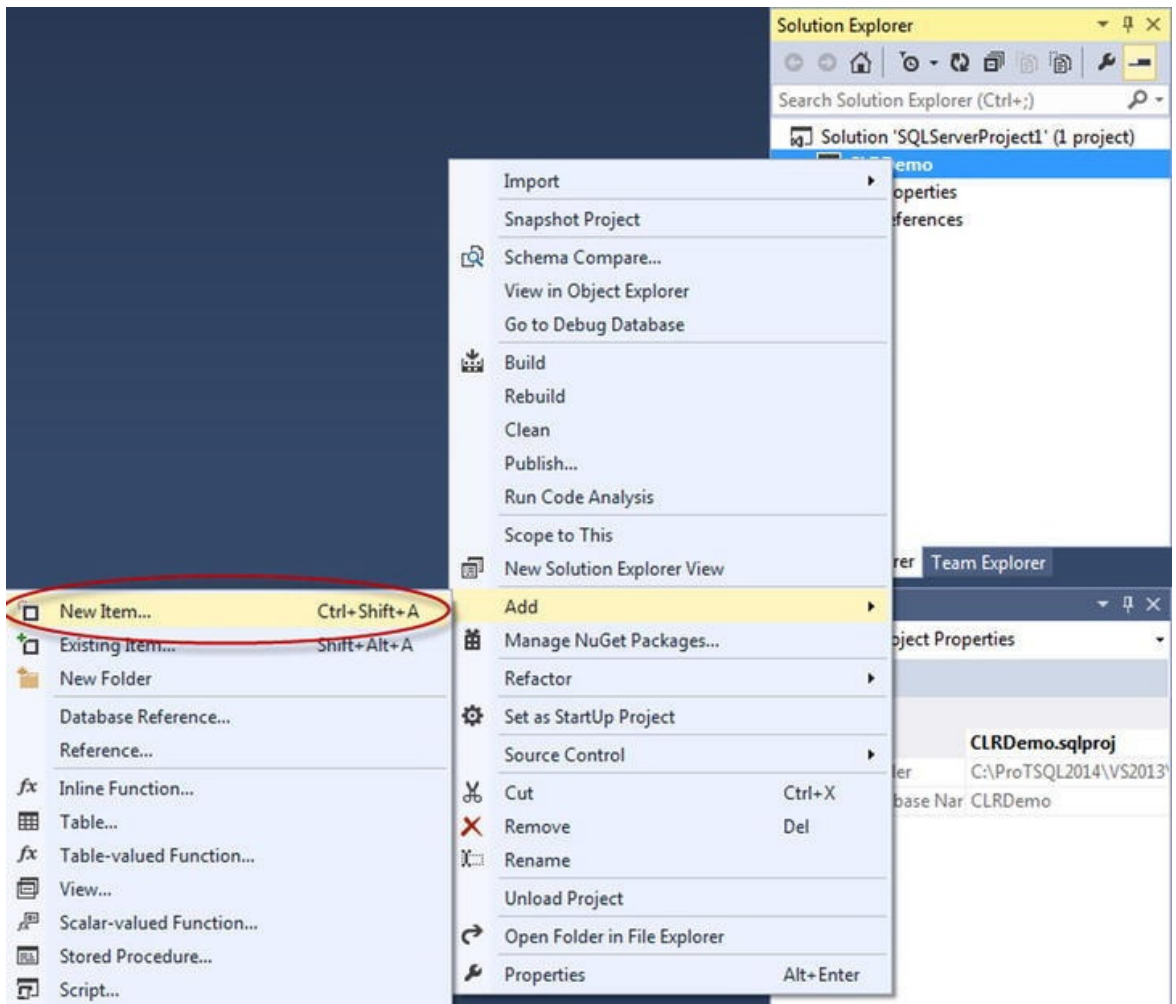 Solution Explorer
Search Solution Explorer (Ctrl+;)
Solution 'SQLServerProject1' (1 project)
emo
operties
ferences
Import
Snapshot Project
Schema Compare...
View in Object Explorer
Go to Debug Database
Build
Rebuild
Clean
Publish...
Run Code Analysis
Scope to This
New Solution Explorer View
Add
Manage NuGet Packages...
Refactor
Set as StartUp Project
Source Control
Cut Ctrl+X
Remove Del
Rename
Unload Project
Open Folder in File Explorer
Properties Alt+Enter
New Item... Ctrl+Shift+A
Existing Item... Shift+Alt+A
New Folder
Database Reference...
Reference...
fx Inline Function...
Table...
fx Table-valued Function...
View...
Scalar-valued Function...
Stored Procedure...
Script...
rer Team Explorer
oject Properties
CLRDemo.sqlproj
er C:\ProTSQL2014\VS2013\
base Nar CLRDemo